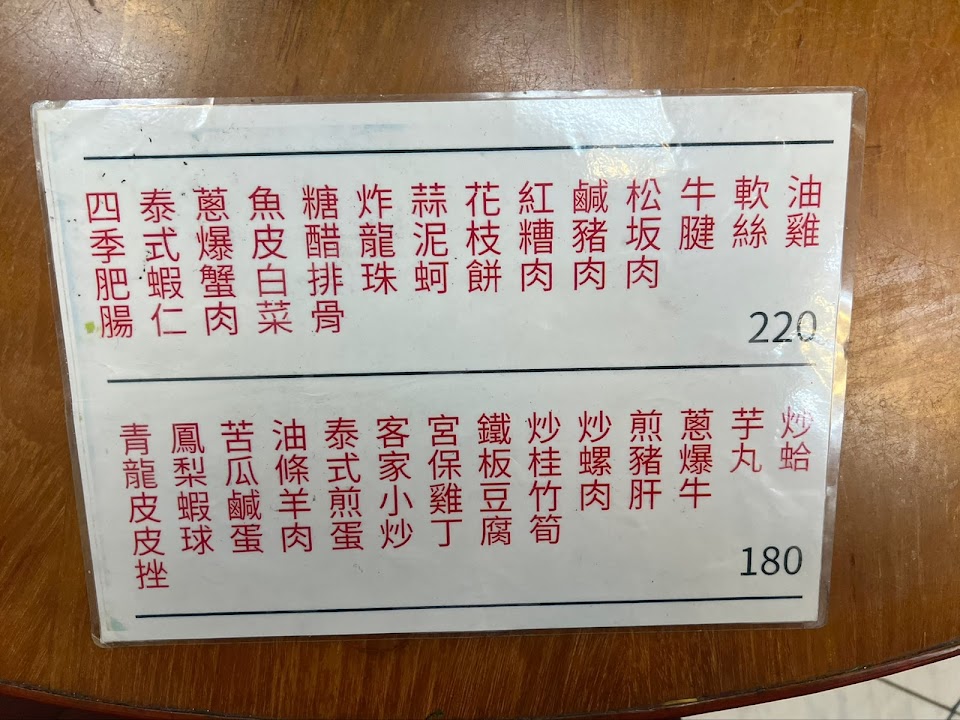 油雞
軟絲
牛腱
松坂肉
鹹豬肉
紅糟肉
花枝餅
蒜泥蚵
炸龍珠
糖醋排骨
魚皮白菜
蔥爆蟹肉
泰式蝦仁
四季肥腸
220
炒蛤
芋丸
蔥爆牛
煎豬肝
炒螺肉
炒桂竹筍
鐵板豆腐
宮保雞丁
客家小炒
泰式煎蛋
油條羊肉
苦瓜鹹蛋
鳳梨蝦球
青龍皮皮挫
180